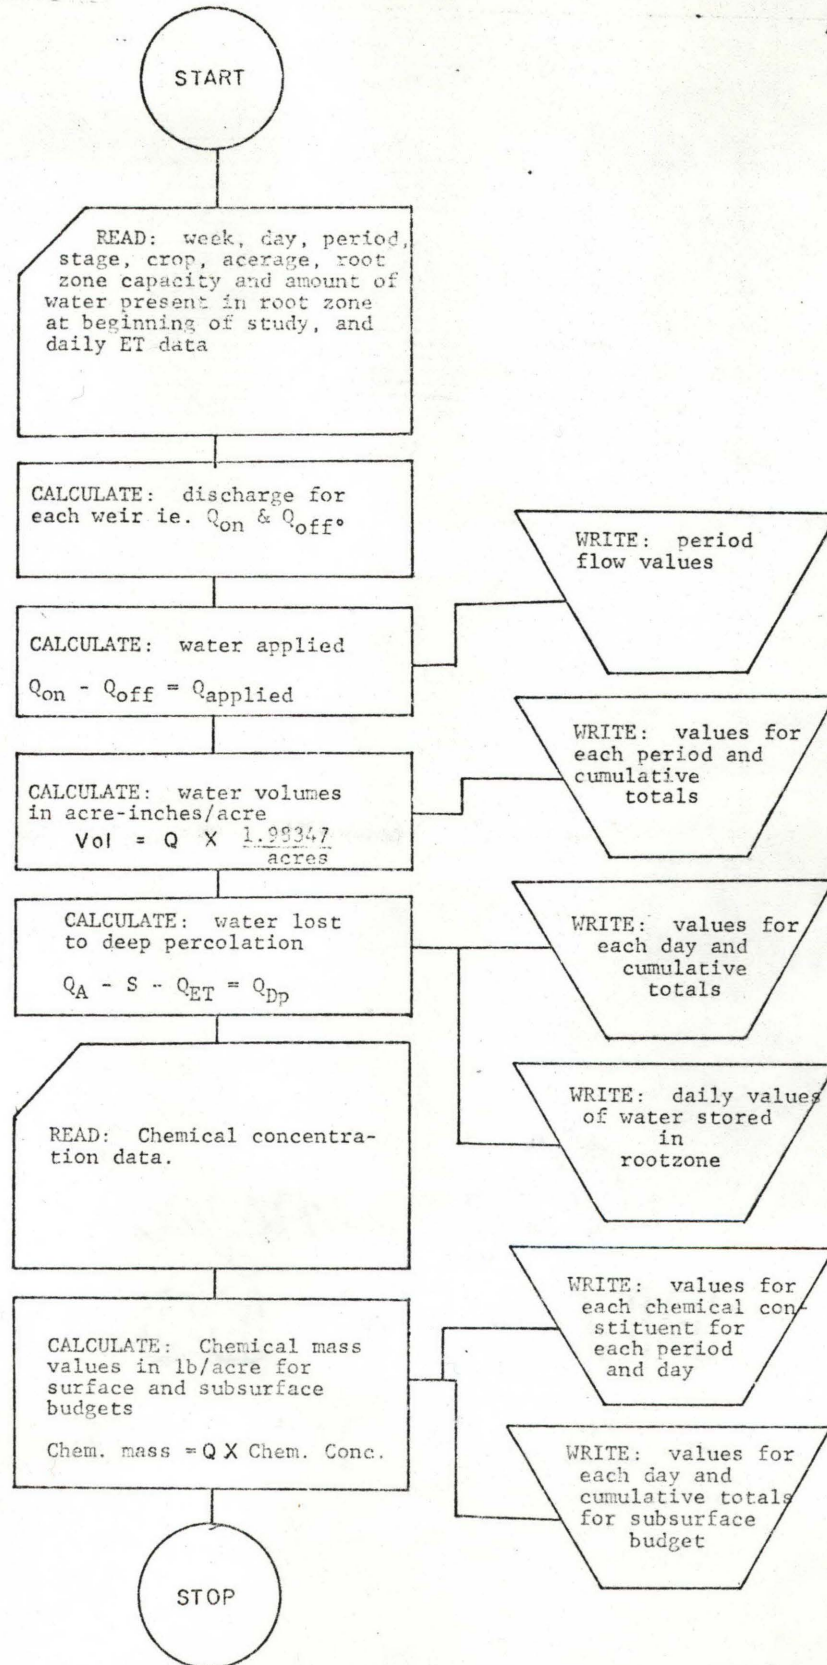 START
READ: week, day, period,
stage, crop, acerage, root
zone capacity and amount of
water present in root zone
at beginning of study, and
daily ET data
CALCULATE: discharge for
each weir ie. Qon & Qoff.
WRITE: period
flow values
CALCULATE: water applied
Qon - Qoff = Qapplied
WRITE: values for
each period and
cumulative
totals
CALCULATE: water volumes
in acre-inches/acre
Vol = Q X 1.98347
acres
CALCULATE: water lost
to deep percolation
QA - S - QET = QDp
WRITE: values for
each day and
cumulative
totals
WRITE: daily values
of water stored
in
rootzone
READ: Chemical concentra-
tion data.
CALCULATE: Chemical mass
values in lb/acre for
surface and subsurface
budgets
Chem. mass = Q X Chem. Conc.
WRITE: values for
each chemical con-
stituent for
each period
and day
WRITE: values for
each day and
cumulative totals
for subsurface
budget
STOP